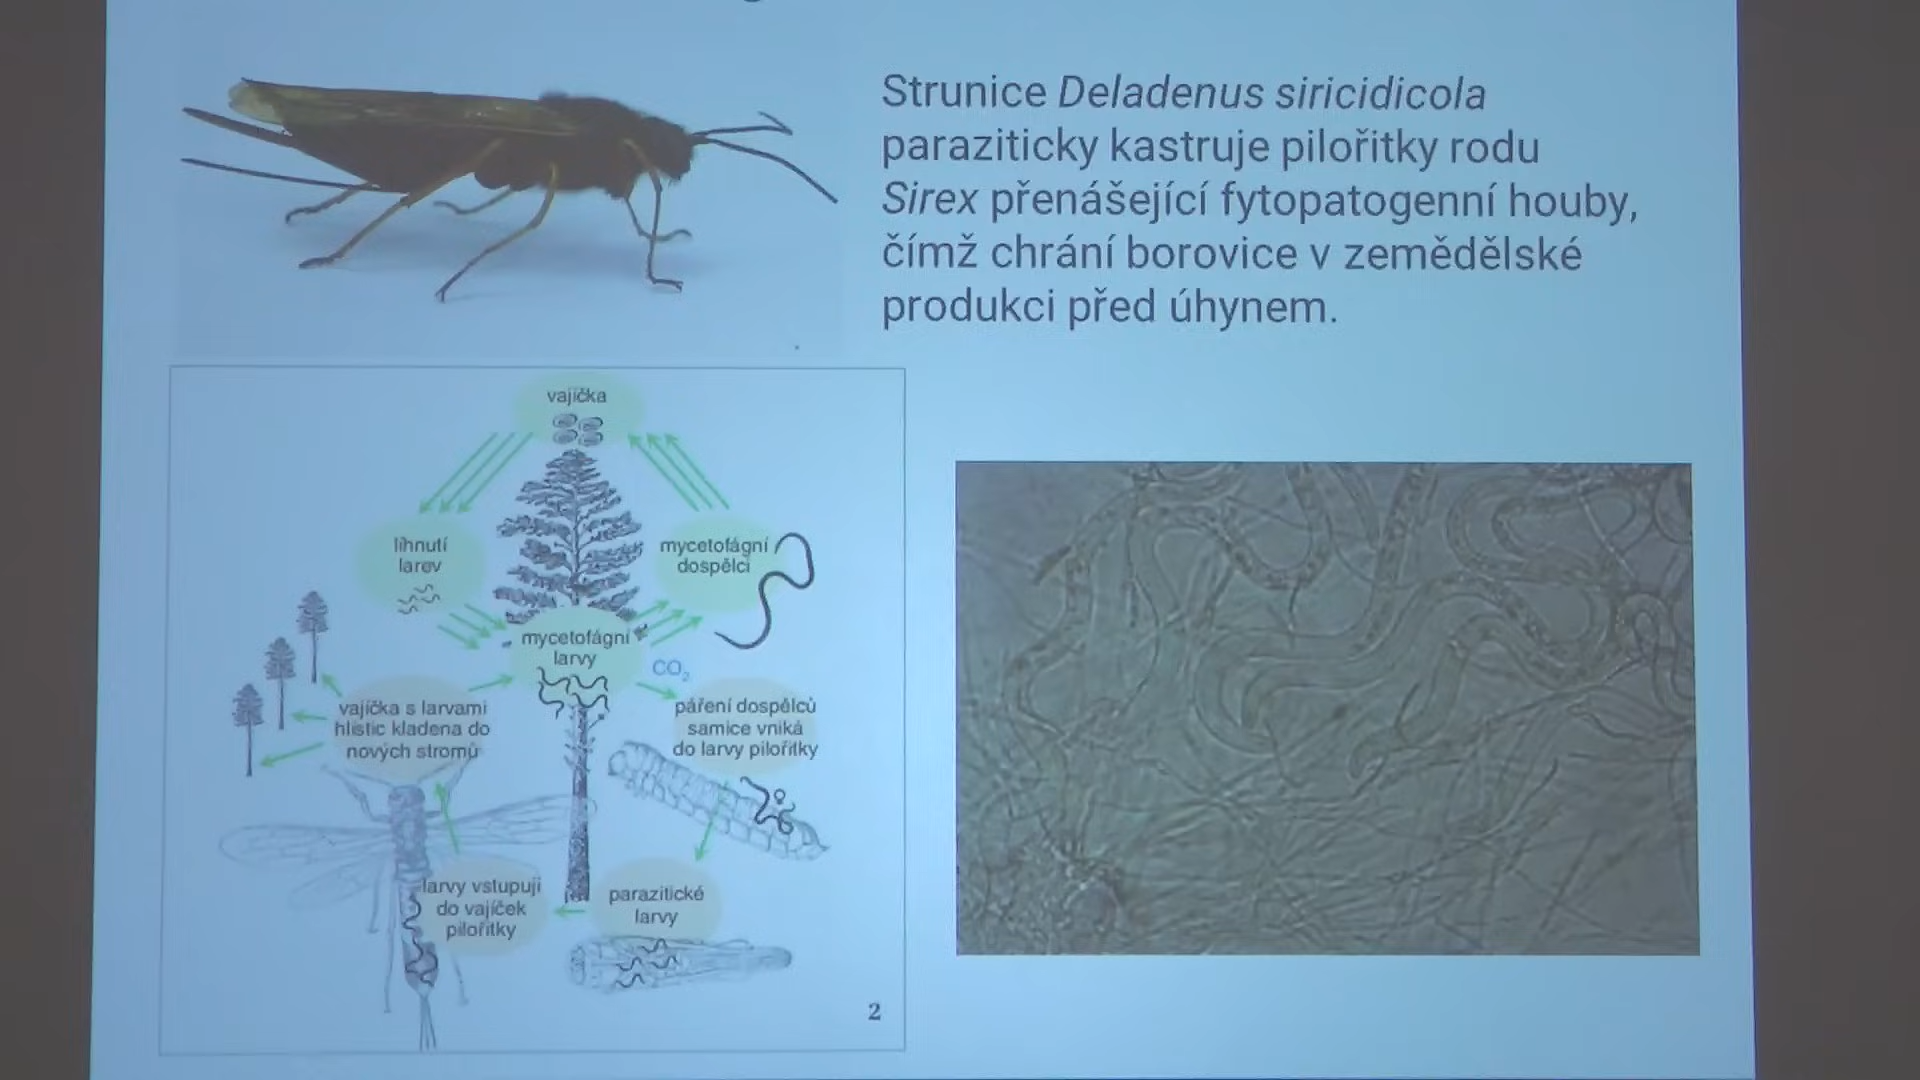 Strunice Deladenus siricidicola
paraziticky kastruje pilořitky rodu
Sirex přenášející fytopatogenní houby,
čímž chrání borovice v zemědělské
produkci před úhynem.
vajíčka
líhnutí
larev
mycetofágní
dospělci
mycetofágní
larvy
CO₂
vajíčka s larvami
hlístic kladena do
nových stromů
páření dospělců
samice vniká
do larvy pilořitky
larvy vstupují
do vajíček
pilořitky
parazitické
larvy
2